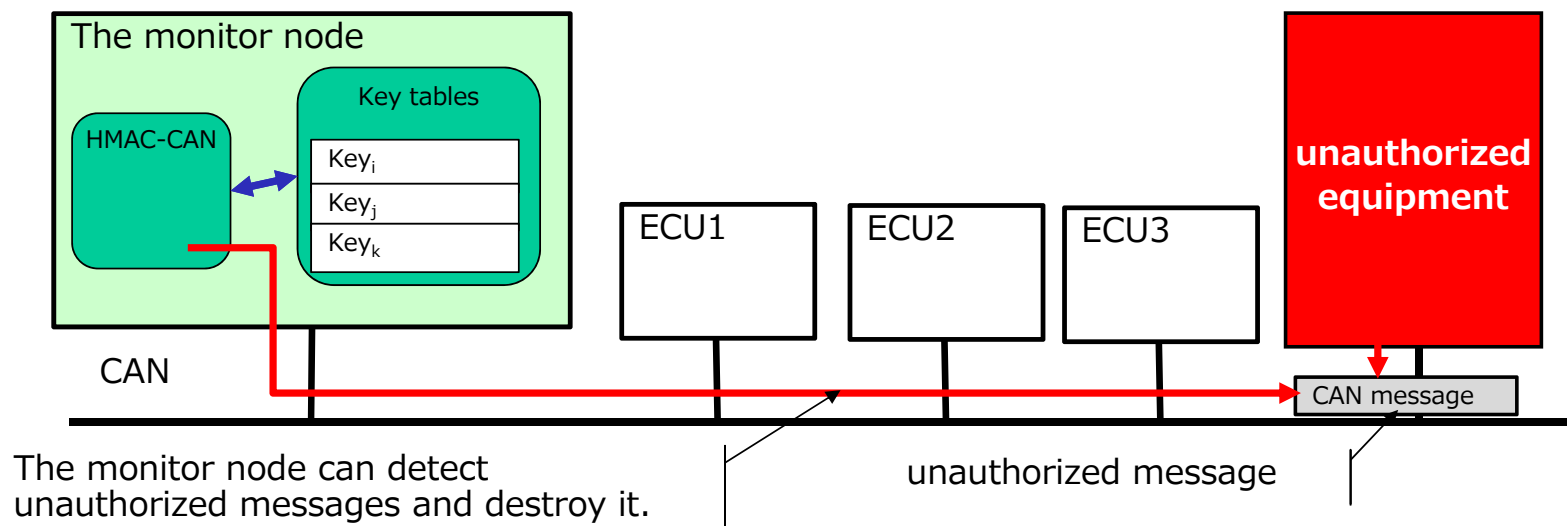 The monitor node
Key tables
HMAC-CAN
Keyi
Keyj
Keyk
ECU1
ECU2
ECU3
unauthorized
equipment
CAN
CAN message
The monitor node can detect
unauthorized messages and destroy it.
unauthorized message